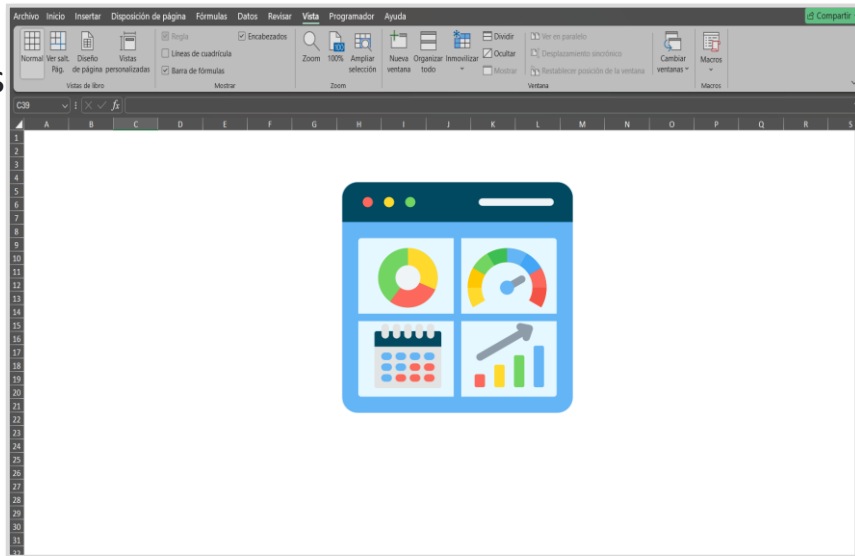 Archivo Inicio Insertar Disposición de página Fórmulas Datos Revisar Vista Programador Ayuda Compartir
Normal Ver salt. Pág. Diseño de página Vistas personalizadas
Vistas de libro
Regla Encabezados
Líneas de cuadrícula
Barra de fórmulas
Mostrar
Zoom 100% Ampliar selección
Zoom
Nueva ventana Organizar todo Inmovilizar
Dividir
Ocultar
Mostrar
Ver en paralelo
Desplazamiento sincrónico
Restablecer posición de la ventana
Cambiar ventanas
Ventana
Macros
Macros
S
C39 fx
A B C D E F G H I J K L M N O P Q R S
1
2
3
4
5
6
7
8
9
10
11
12
13
14
15
16
17
18
19
20
21
22
23
24
25
26
27
28
29
30
31
32